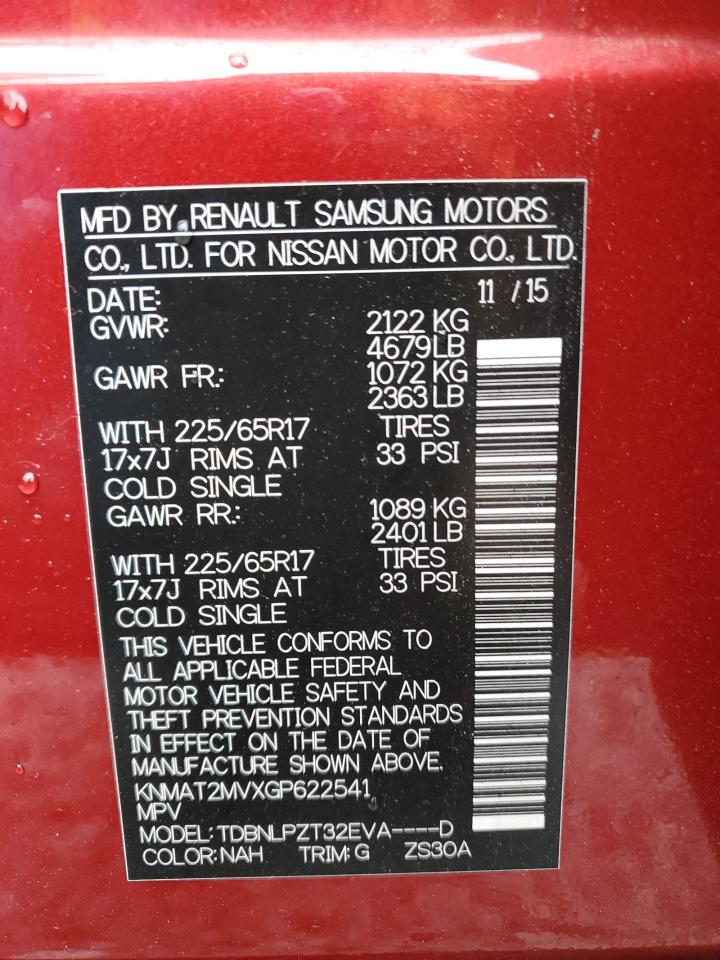 MFD BY RENAULT SAMSUNG MOTORS
CO., LTD. FOR NISSAN MOTOR CO., LTD.
DATE: 11 / 15
GVWR: 2122 KG
4679 LB
GAWR FR.: 1072 KG
2363 LB
WITH 225/65R17 TIRES
17x7J RIMS AT 33 PSI
COLD SINGLE
GAWR RR.: 1089 KG
2401 LB
WITH 225/65R17 TIRES
17x7J RIMS AT 33 PSI
COLD SINGLE
THIS VEHICLE CONFORMS TO
ALL APPLICABLE FEDERAL
MOTOR VEHICLE SAFETY AND
THEFT PREVENTION STANDARDS
IN EFFECT ON THE DATE OF
MANUFACTURE SHOWN ABOVE.
KNMAT2MVXGP622541
MPV
MODEL: TDBNLPZT32EVA----D
COLOR: NAH TRIM: G ZS30A